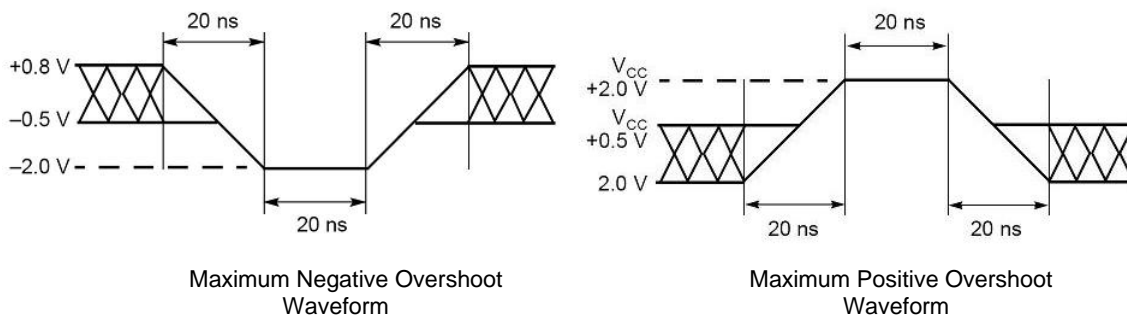 20 ns
20 ns
+0.8 V
–0.5 V
–2.0 V
20 ns
Maximum Negative Overshoot
Waveform
20 ns
VCC
+2.0 V
VCC
+0.5 V
2.0 V
20 ns
20 ns
Maximum Positive Overshoot
Waveform